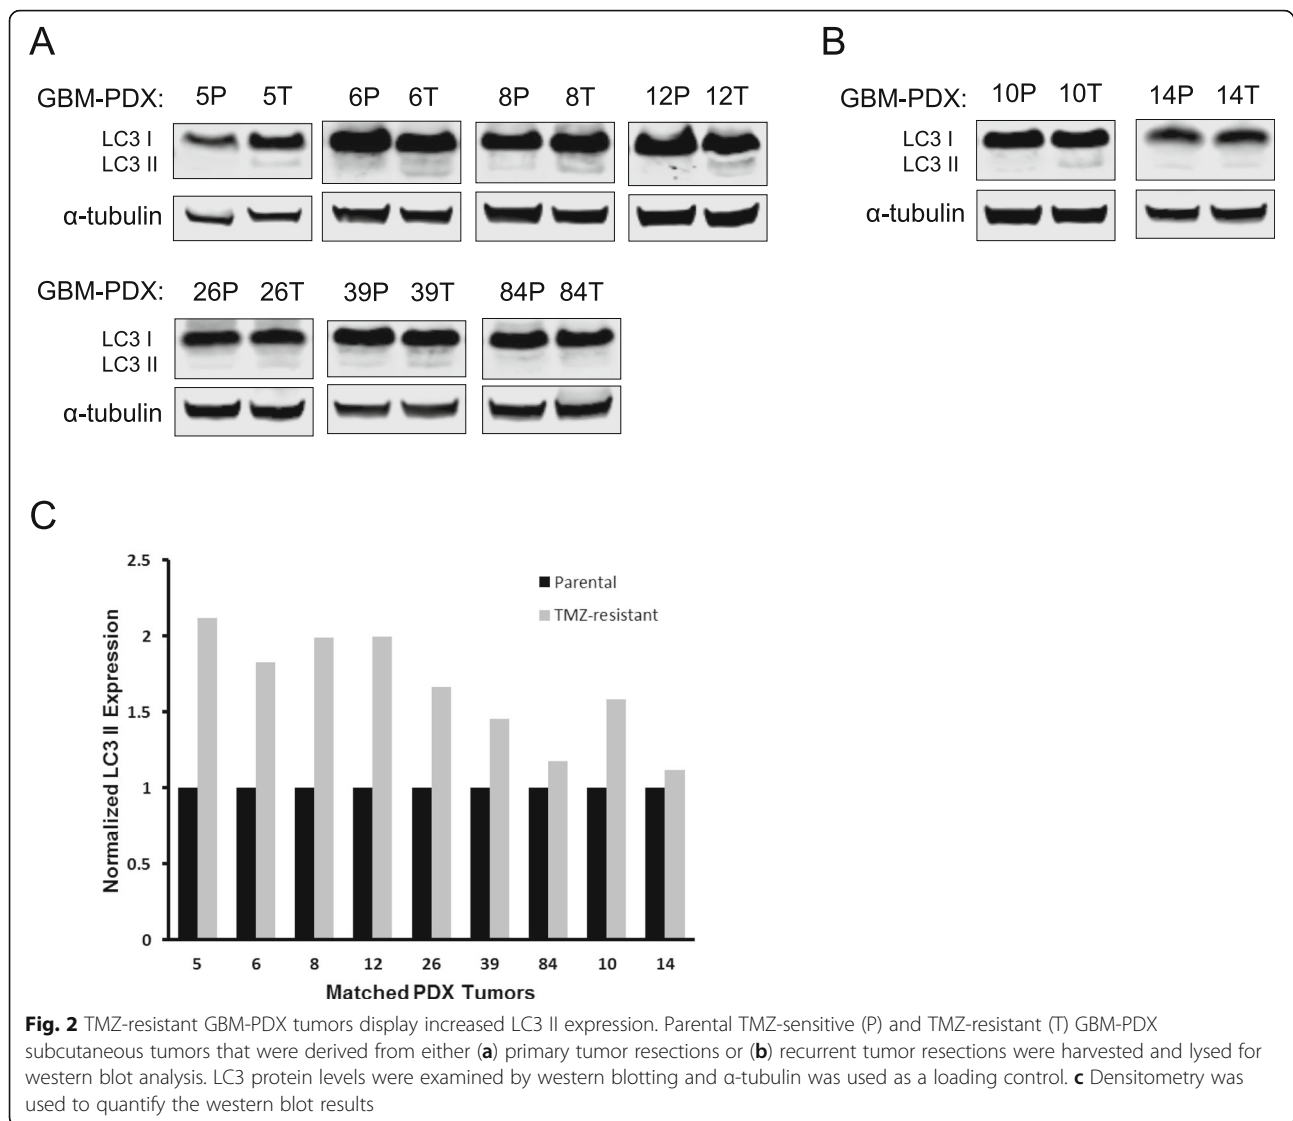 A
GBM-PDX: 5P 5T 6P 6T 8P 8T 12P 12T
LC3 I
LC3 II
α-tubulin
GBM-PDX: 26P 26T 39P 39T 84P 84T
LC3 I
LC3 II
α-tubulin
B
GBM-PDX: 10P 10T 14P 14T
LC3 I
LC3 II
α-tubulin
C
Normalized LC3 II Expression
2.5
2
1.5
1
0.5
0
Parental
TMZ-resistant
5 6 8 12 26 39 84 10 14
Matched PDX Tumors
Fig. 2 TMZ-resistant GBM-PDX tumors display increased LC3 II expression. Parental TMZ-sensitive (P) and TMZ-resistant (T) GBM-PDX
subcutaneous tumors that were derived from either (a) primary tumor resections or (b) recurrent tumor resections were harvested and lysed for
western blot analysis. LC3 protein levels were examined by western blotting and α-tubulin was used as a loading control. c Densitometry was
used to quantify the western blot results